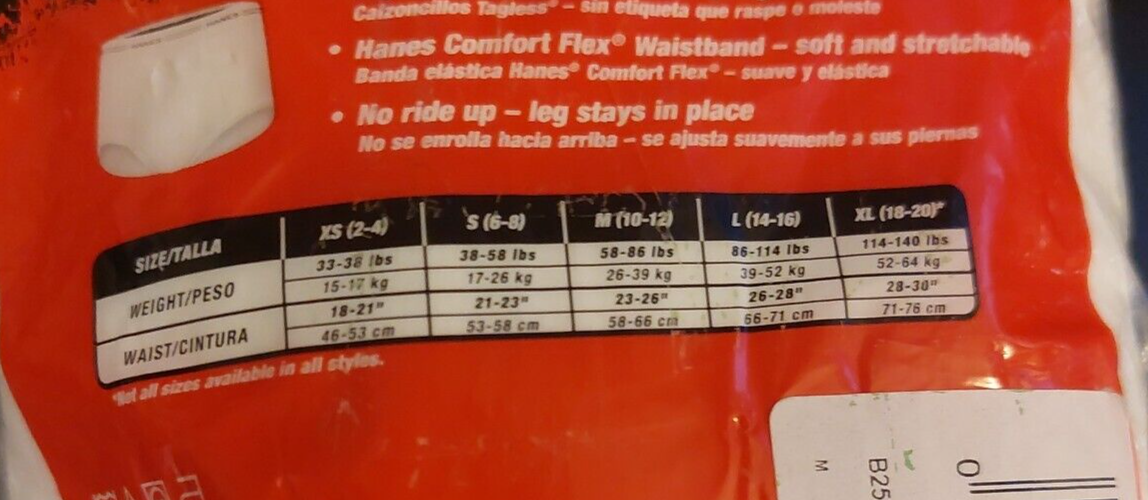 Calzoncillos Tagless® – sin etiqueta que raspe o moleste
• Hanes Comfort Flex® Waistband – soft and stretchable
Banda elástica Hanes® Comfort Flex® – suave y elástica
• No ride up – leg stays in place
No se enrolla hacia arriba – se ajusta suavemente a sus piernas
SIZE/TALLA XS (2-4) S (6-8) M (10-12) L (14-16) XL (18-20)*
WEIGHT/PESO 33-38 lbs 38-58 lbs 58-86 lbs 86-114 lbs 114-140 lbs
15-17 kg 17-26 kg 26-39 kg 39-52 kg 52-64 kg
WAIST/CINTURA 18-21" 21-23" 23-26" 26-28" 28-30"
46-53 cm 53-58 cm 58-66 cm 66-71 cm 71-76 cm
*Not all sizes available in all styles.
M
B25
0